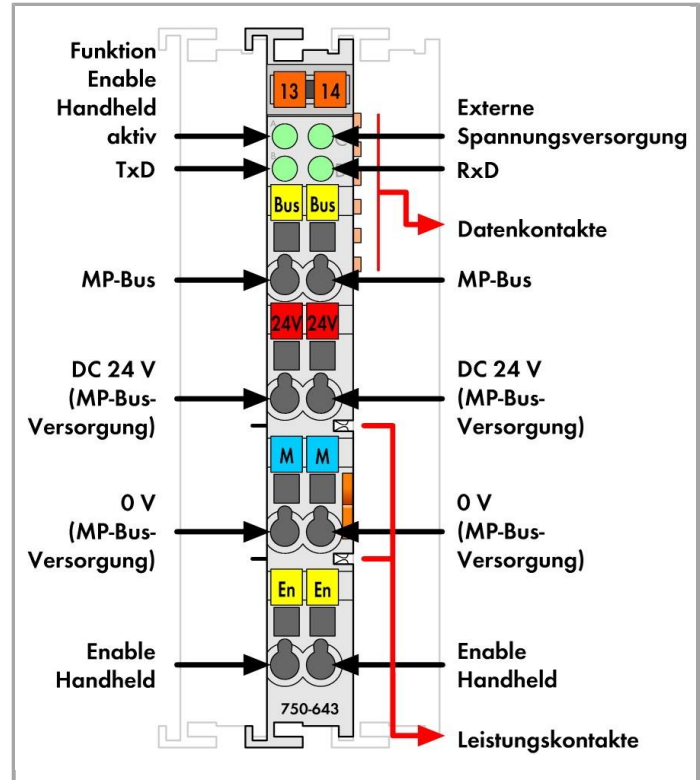 Funktion
Enable
Handheld
aktiv
TxD
13 14
A
C
B
D
Externe
Spannungsversorgung
RxD
Bus Bus
Datenkontakte
MP-Bus
MP-Bus
24V 24V
DC 24 V
(MP-Bus-
Versorgung)
DC 24 V
(MP-Bus-
Versorgung)
M M
0 V
(MP-Bus-
Versorgung)
0 V
(MP-Bus-
Versorgung)
En En
Enable
Handheld
Enable
Handheld
750-643
Leistungskontakte